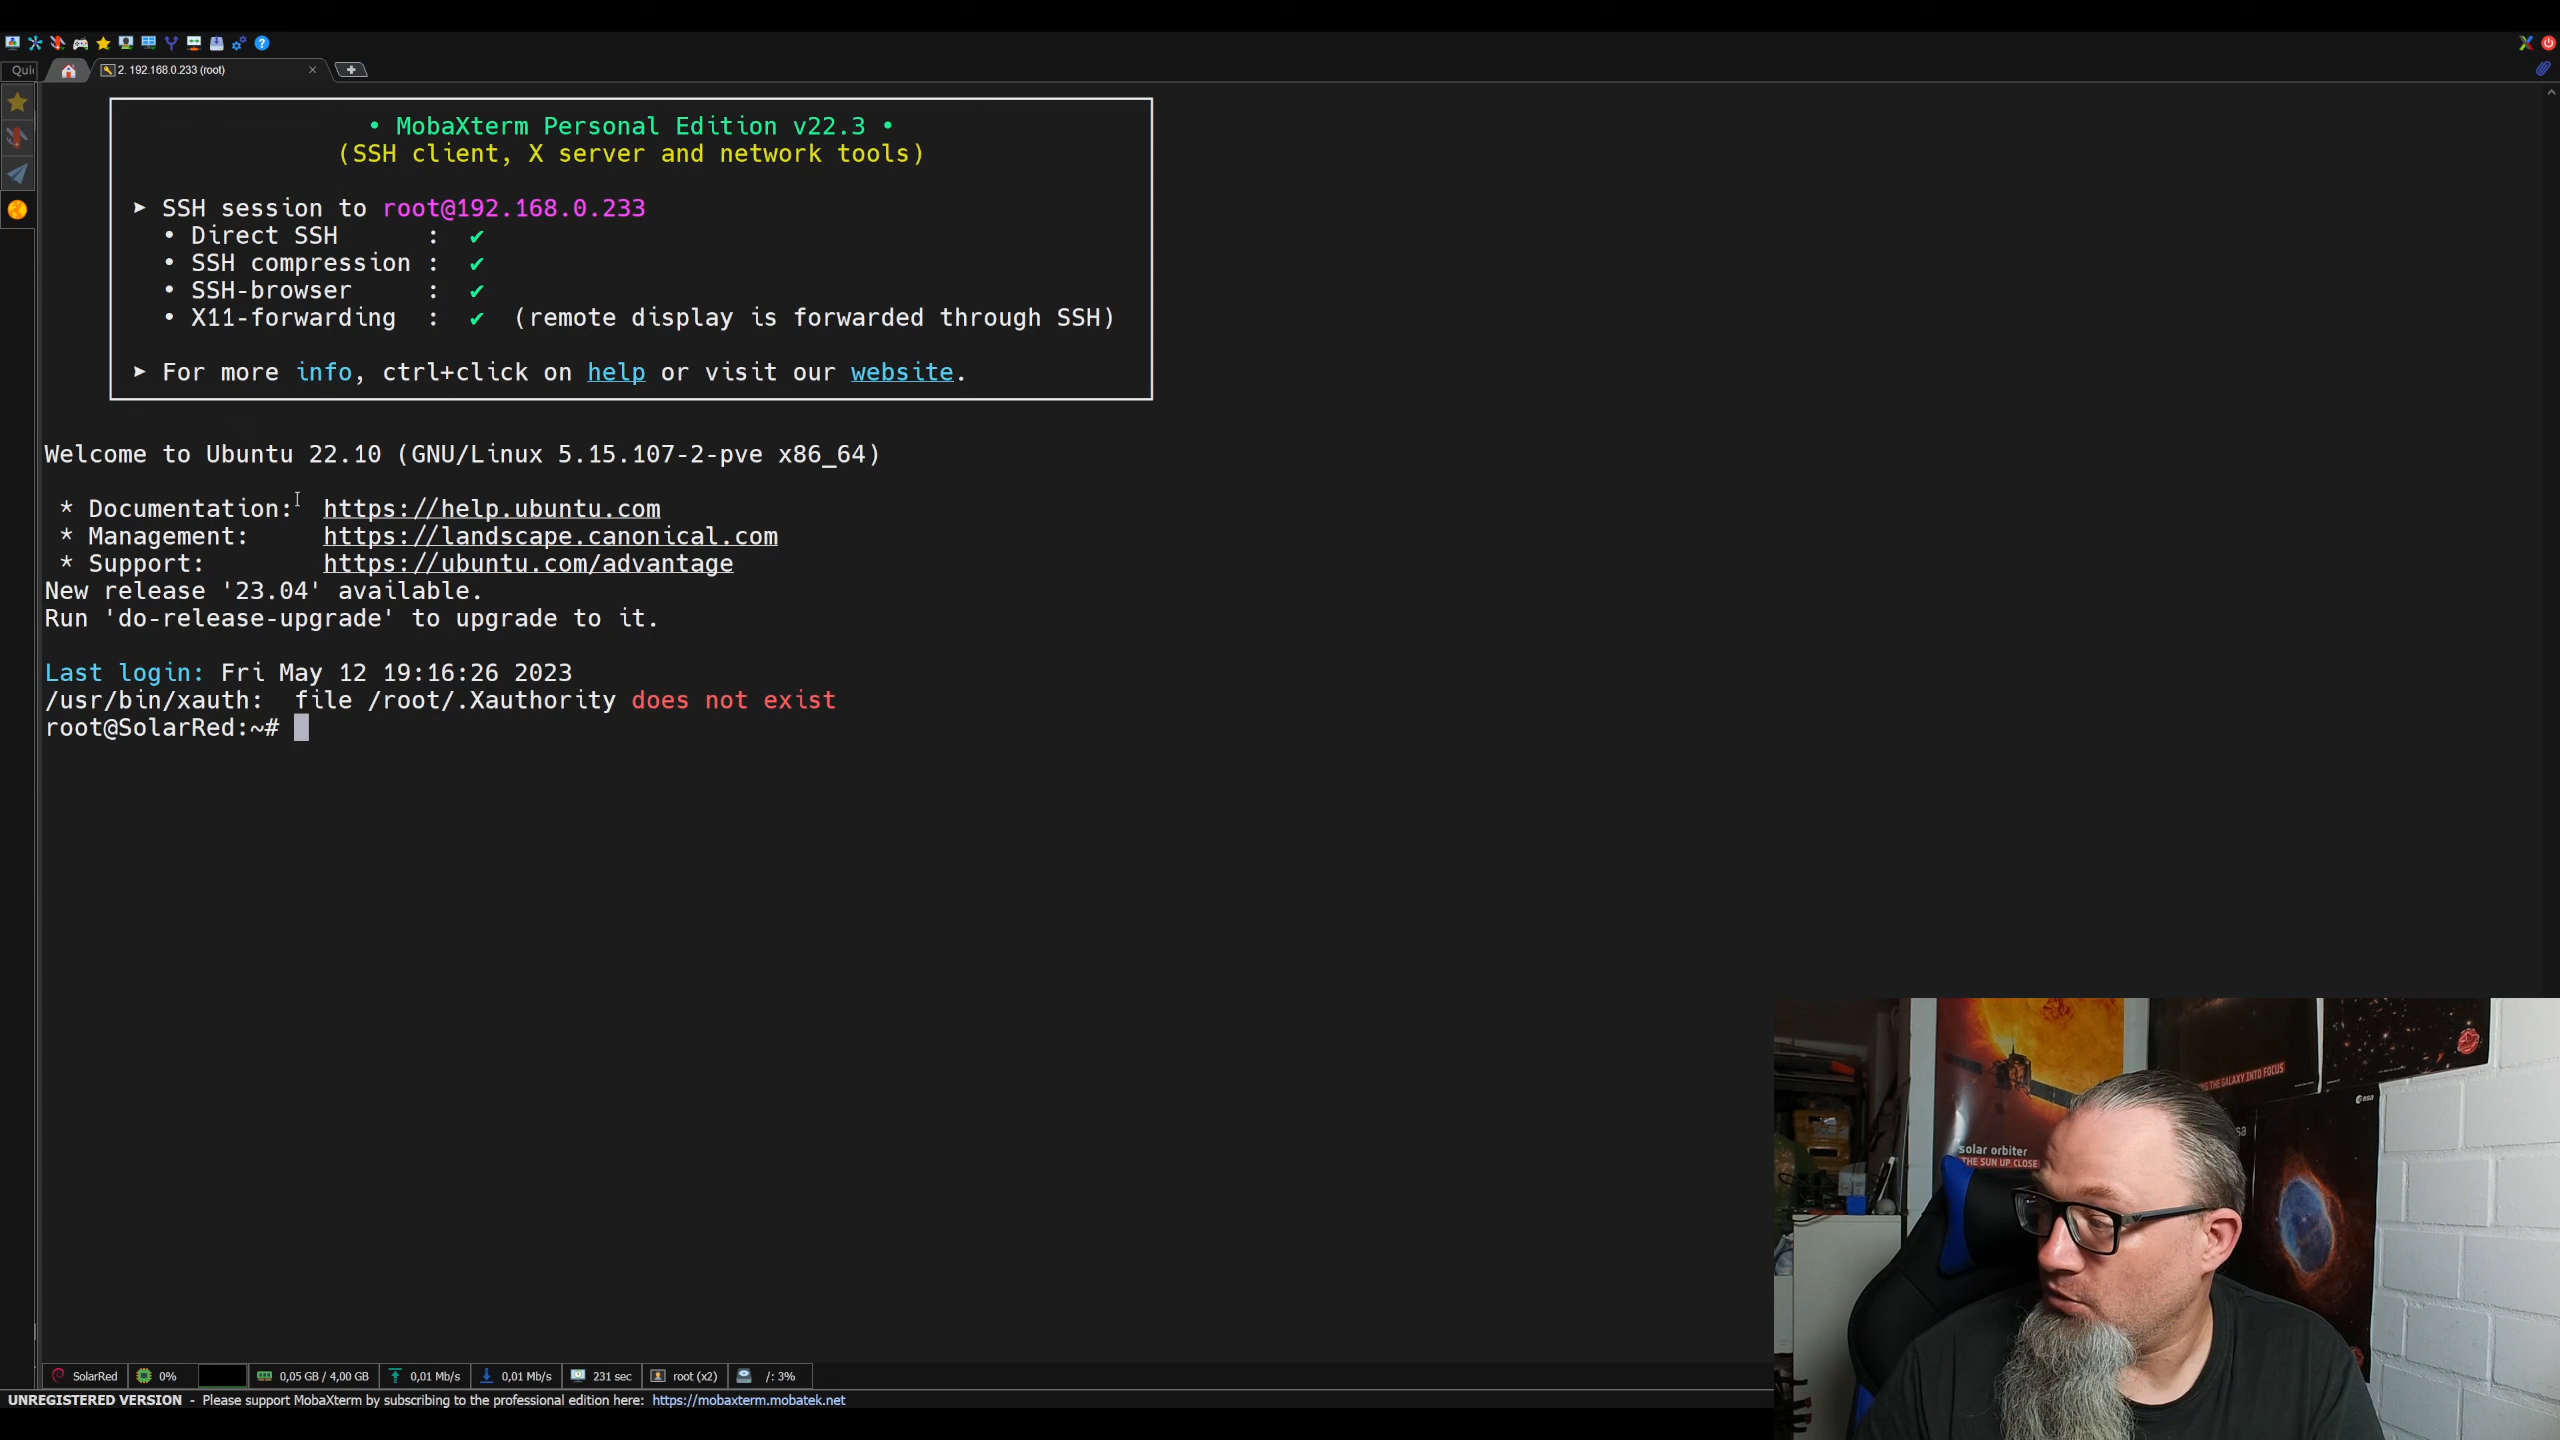 Qui
2. 192.168.0.233 (root)
• MobaXterm Personal Edition v22.3 •
(SSH client, X server and network tools)
➤ SSH session to root@192.168.0.233
• Direct SSH : ✔
• SSH compression : ✔
• SSH-browser : ✔
• X11-forwarding : ✔ (remote display is forwarded through SSH)
➤ For more info, ctrl+click on help or visit our website.
Welcome to Ubuntu 22.10 (GNU/Linux 5.15.107-2-pve x86_64)
* Documentation: https://help.ubuntu.com
* Management: https://landscape.canonical.com
* Support: https://ubuntu.com/advantage
New release '23.04' available.
Run 'do-release-upgrade' to upgrade to it.
Last login: Fri May 12 19:16:26 2023
/usr/bin/xauth: file /root/.Xauthority does not exist
root@SolarRed:~#
THE GALAXY INTO FOCUS
esa
solar orbiter
THE SUN UP CLOSE
SolarRed 0% 0,05 GB / 4,00 GB 0,01 Mb/s 0,01 Mb/s 231 sec root (x2) /: 3%
UNREGISTERED VERSION - Please support MobaXterm by subscribing to the professional edition here: https://mobaxterm.mobatek.net